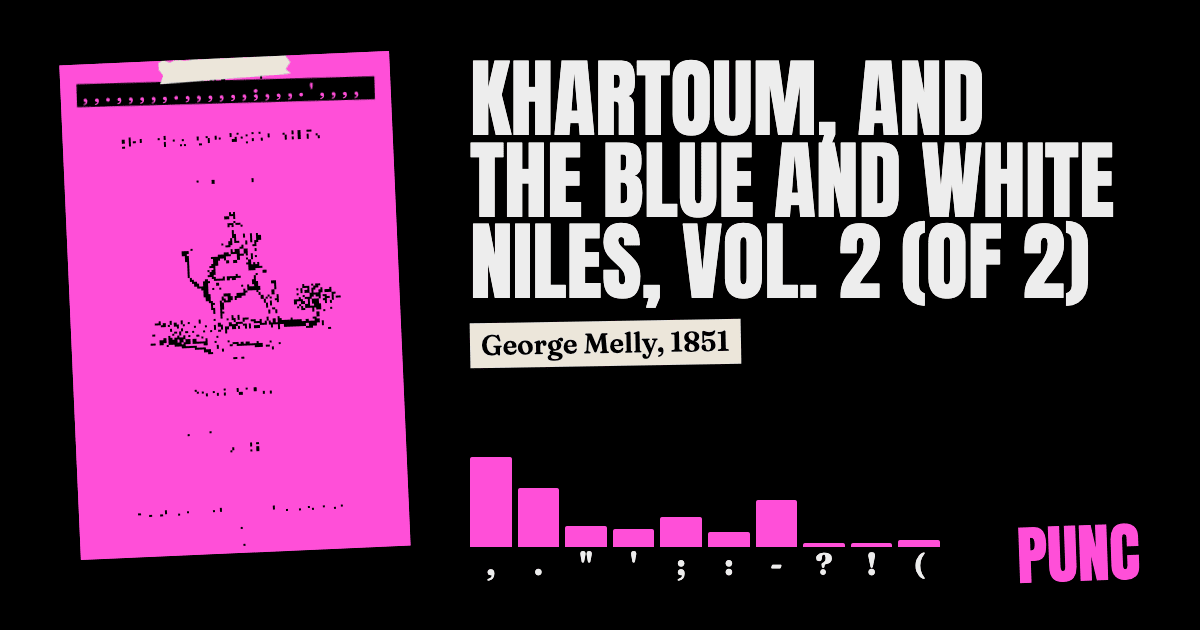 ,,.,,,,,.,,,,,,;,,,.',,,,
KHARTOUM, AND
THE BLUE AND WHITE
NILES, VOL. 2 (OF 2)
George Melly, 1851
, . " ' ; : - ? ! (
PUNC